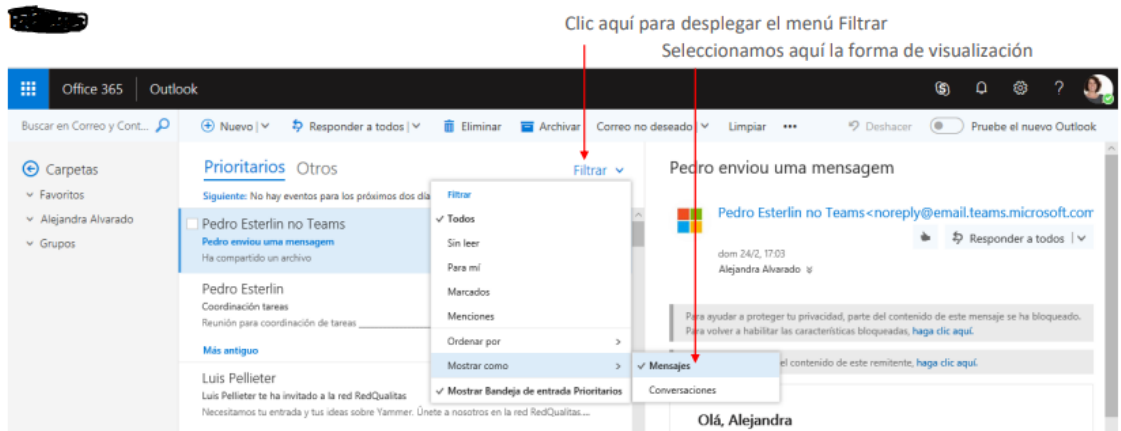 Clic aquí para desplegar el menú Filtrar
Seleccionamos aquí la forma de visualización
Office 365 Outlook
Buscar en Correo y Cont...
Nuevo
Responder a todos
Eliminar
Archivar
Correo no deseado
Limpiar
Deshacer
Pruebe el nuevo Outlook
Carpetas
Favoritos
Alejandra Alvarado
Grupos
Prioritarios Otros
Filtrar
Siguiente: No hay eventos para los próximos dos día
Pedro Esterlin no Teams
Pedro enviou uma mensagem
Ha compartido un archivo
Pedro Esterlin
Coordinación tareas
Reunión para coordinación de tareas
Más antiguo
Luis Pellieter
Luis Pellieter te ha invitado a la red RedQualitas
Necesitamos tu entrada y tus ideas sobre Yammer. Únete a nosotros en la red RedQualitas....
Filtrar
Todos
Sin leer
Para mí
Marcados
Menciones
Ordenar por
Mostrar como
Mostrar Bandeja de entrada Prioritarios
Mensajes
Conversaciones
Pedro enviou uma mensagem
Pedro Esterlin no Teams<noreply@email.teams.microsoft.com
Responder a todos
dom 24/2, 17:03
Alejandra Alvarado
Para ayudar a proteger tu privacidad, parte del contenido de este mensaje se ha bloqueado.
Para volver a habilitar las características bloqueadas, haga clic aquí.
el contenido de este remitente, haga clic aquí.
Olá, Alejandra